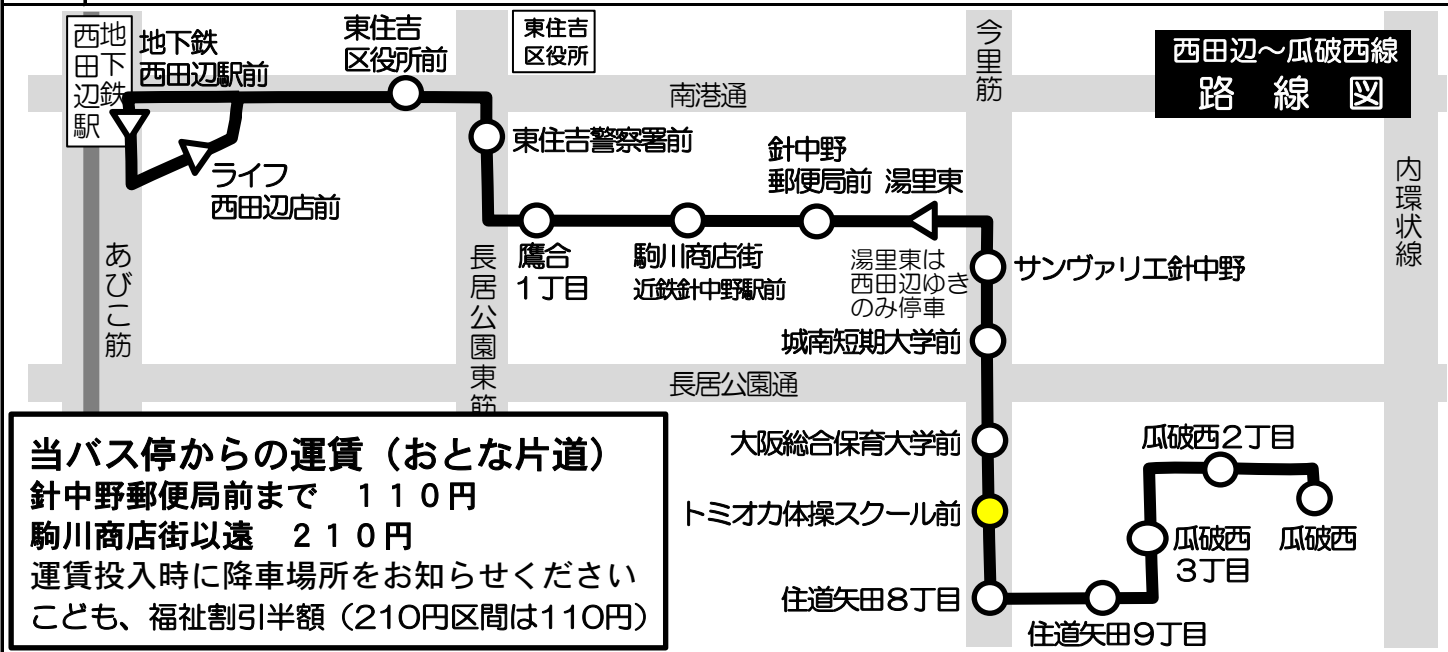 地下鉄
西田辺駅
地下鉄
西田辺駅前
東住吉
区役所前
東住吉
区役所
今里筋
西田辺～瓜破西線
路線図
南港通
東住吉警察署前
針中野
郵便局前
湯里東
ライフ
西田辺店前
内環状線
あびこ筋
長居公園東筋
鷹合
1丁目
駒川商店街
近鉄針中野駅前
湯里東は
西田辺ゆき
のみ停車
サンヴァリエ針中野
城南短期大学前
長居公園通
大阪総合保育大学前
瓜破西2丁目
トミオカ体操スクール前
瓜破西
3丁目
瓜破西
住道矢田8丁目
住道矢田9丁目
当バス停からの運賃（おとな片道）
針中野郵便局前まで　１１０円
駒川商店街以遠　２１０円
運賃投入時に降車場所をお知らせください
こども、福祉割引半額（210円区間は110円）